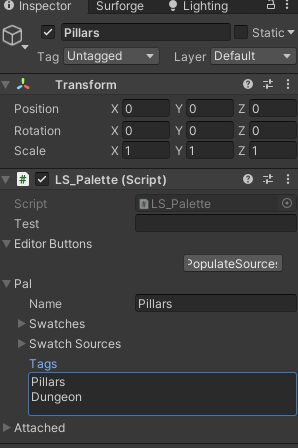 Inspector Surforge Lighting
Pillars Static
Tag Untagged Layer Default
Transform
Position X 0 Y 0 Z 0
Rotation X 0 Y 0 Z 0
Scale X 1 Y 1 Z 1
# LS_Palette (Script)
Script LS_Palette
Test
Editor Buttons
PopulateSources
Pal
Name Pillars
Swatches
Swatch Sources
Tags
Pillars
Dungeon
Attached